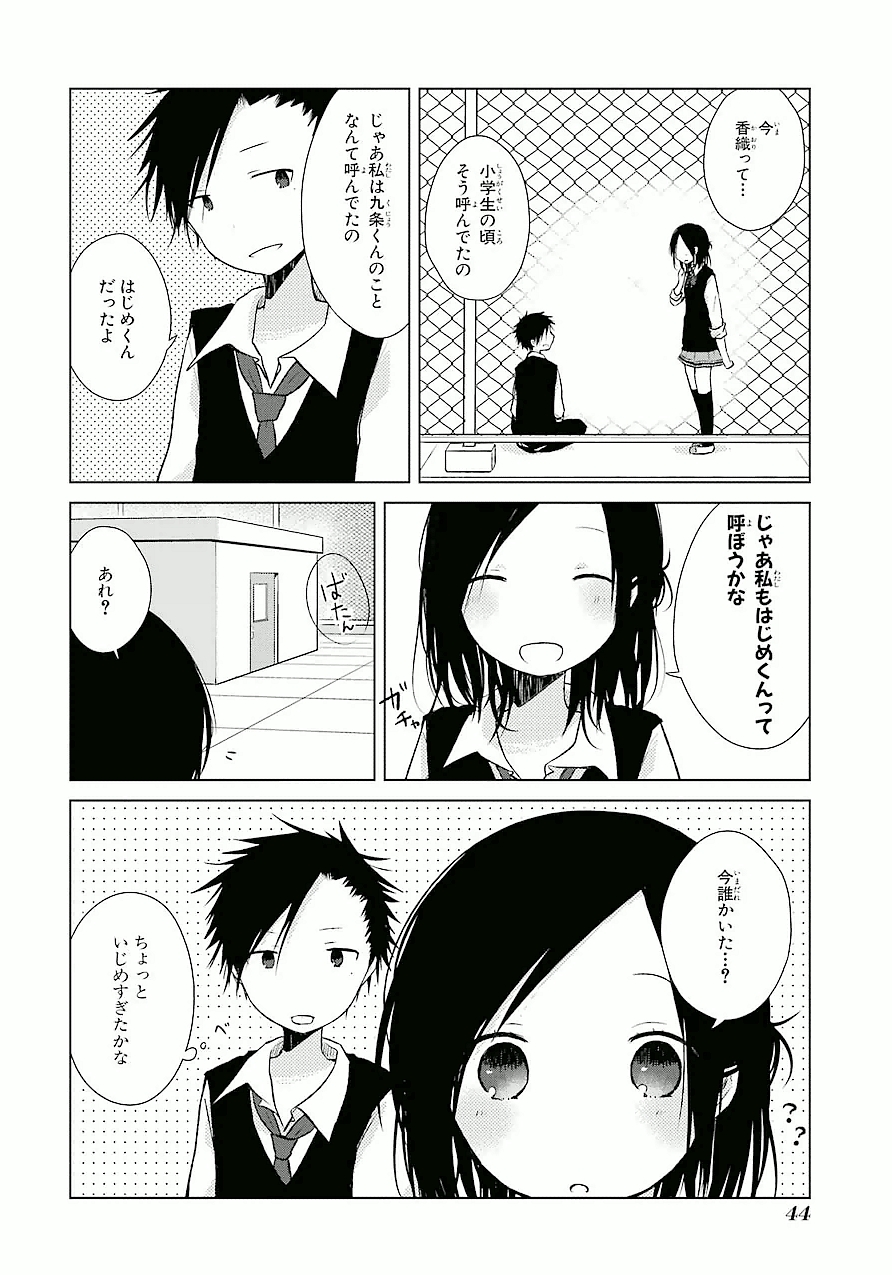 今
香織って…
小学生の頃
そう呼んでたの
じゃあ私は九条くんのこと
なんて呼んでたの
はじめくん
だったよ
じゃあ私もはじめくんって
呼ぼうかな
ガチャ
ばたん
あれ?
今誰かいた…?
??
ちょっと
いじめすぎたかな
べ
44